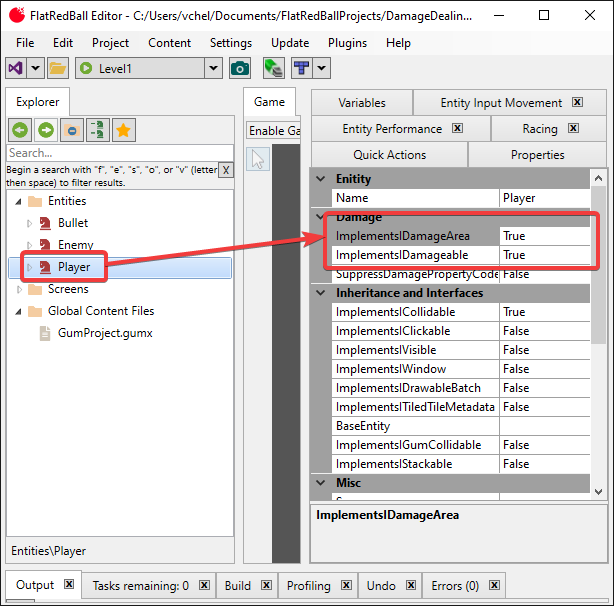 FlatRedBall Editor - C:/Users/vchel/Documents/FlatRedBallProjects/DamageDealin...
File Edit Project Content Settings Update Plugins Help
Level1
Explorer
Search...
Begin a search with "f", "e", "s", "o", or "v" (letter X
then space) to filter results.
Entities
Bullet
Enemy
Player
Screens
Global Content Files
GumProject.gumx
Entities\Player
Game
Enable Ga
Variables Entity Input Movement
Entity Performance Racing
Quick Actions Properties
Entity
Name Player
Damage
ImplementsIDamageArea True
ImplementsIDamageable True
SuppressDamagePropertyCode False
Inheritance and Interfaces
ImplementsICollidable True
ImplementsIClickable False
ImplementsIVisible False
ImplementsIWindow False
ImplementsIDrawableBatch False
ImplementsITiledTileMetadata False
BaseEntity
ImplementsIGumCollidable False
ImplementsIStackable False
Misc
ImplementsIDamageArea
Output Tasks remaining: 0 Build Profiling Undo Errors (0)